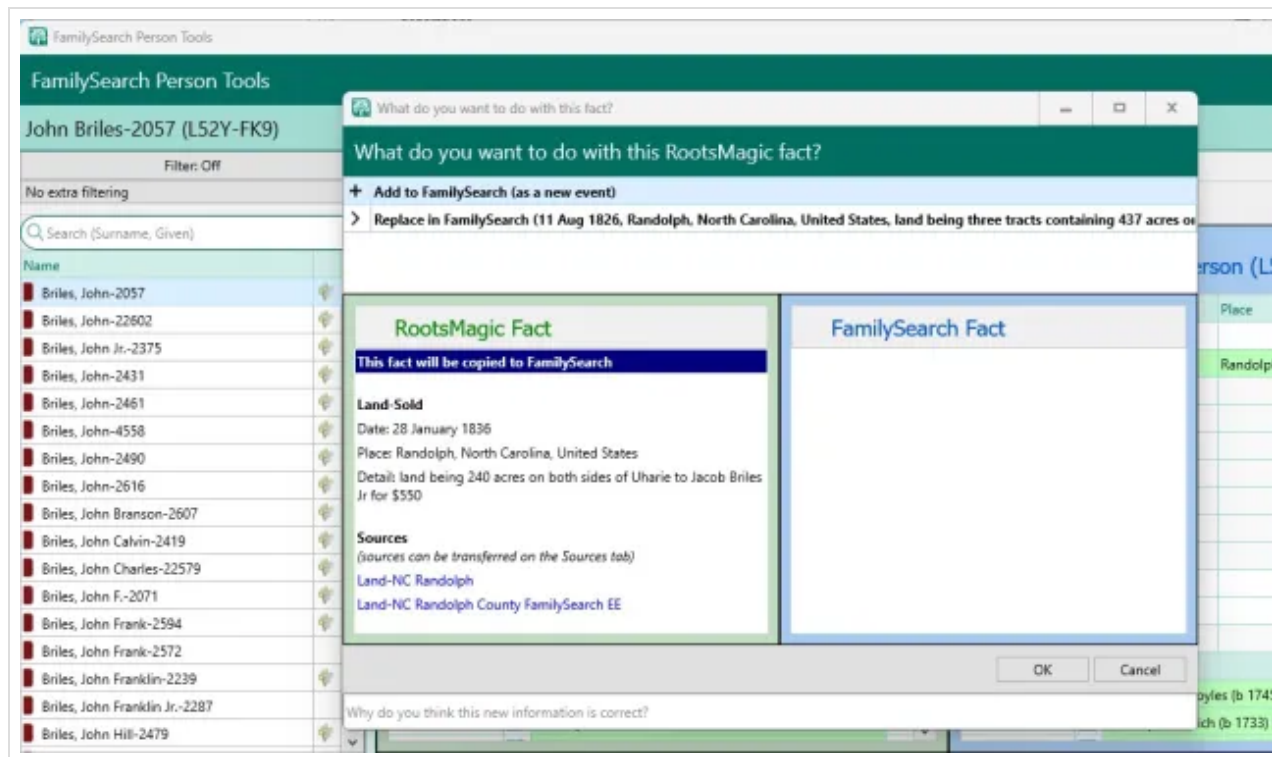 FamilySearch Person Tools
FamilySearch Person Tools
John Briles-2057 (L52Y-FK9)
Filter: Off
No extra filtering
Search (Surname, Given)
Name
Briles, John-2057
Briles, John-22602
Briles, John Jr.-2375
Briles, John-2431
Briles, John-2461
Briles, John-4558
Briles, John-2490
Briles, John-2616
Briles, John Branson-2607
Briles, John Calvin-2419
Briles, John Charles-22579
Briles, John F.-2071
Briles, John Frank-2594
Briles, John Frank-2572
Briles, John Franklin-2239
Briles, John Franklin Jr.-2287
Briles, John Hill-2479
What do you want to do with this fact?
What do you want to do with this RootsMagic fact?
+ Add to FamilySearch (as a new event)
> Replace in FamilySearch (11 Aug 1826, Randolph, North Carolina, United States, land being three tracts containing 437 acres or
RootsMagic Fact
This fact will be copied to FamilySearch
Land-Sold
Date: 28 January 1836
Place: Randolph, North Carolina, United States
Detail: land being 240 acres on both sides of Uharie to Jacob Briles
Jr for $550
Sources
(sources can be transferred on the Sources tab)
Land-NC Randolph
Land-NC Randolph County FamilySearch EE
FamilySearch Fact
OK Cancel
Why do you think this new information is correct?
erson (L5
Place
Randolp
oyles (b 1745
ich (b 1733)